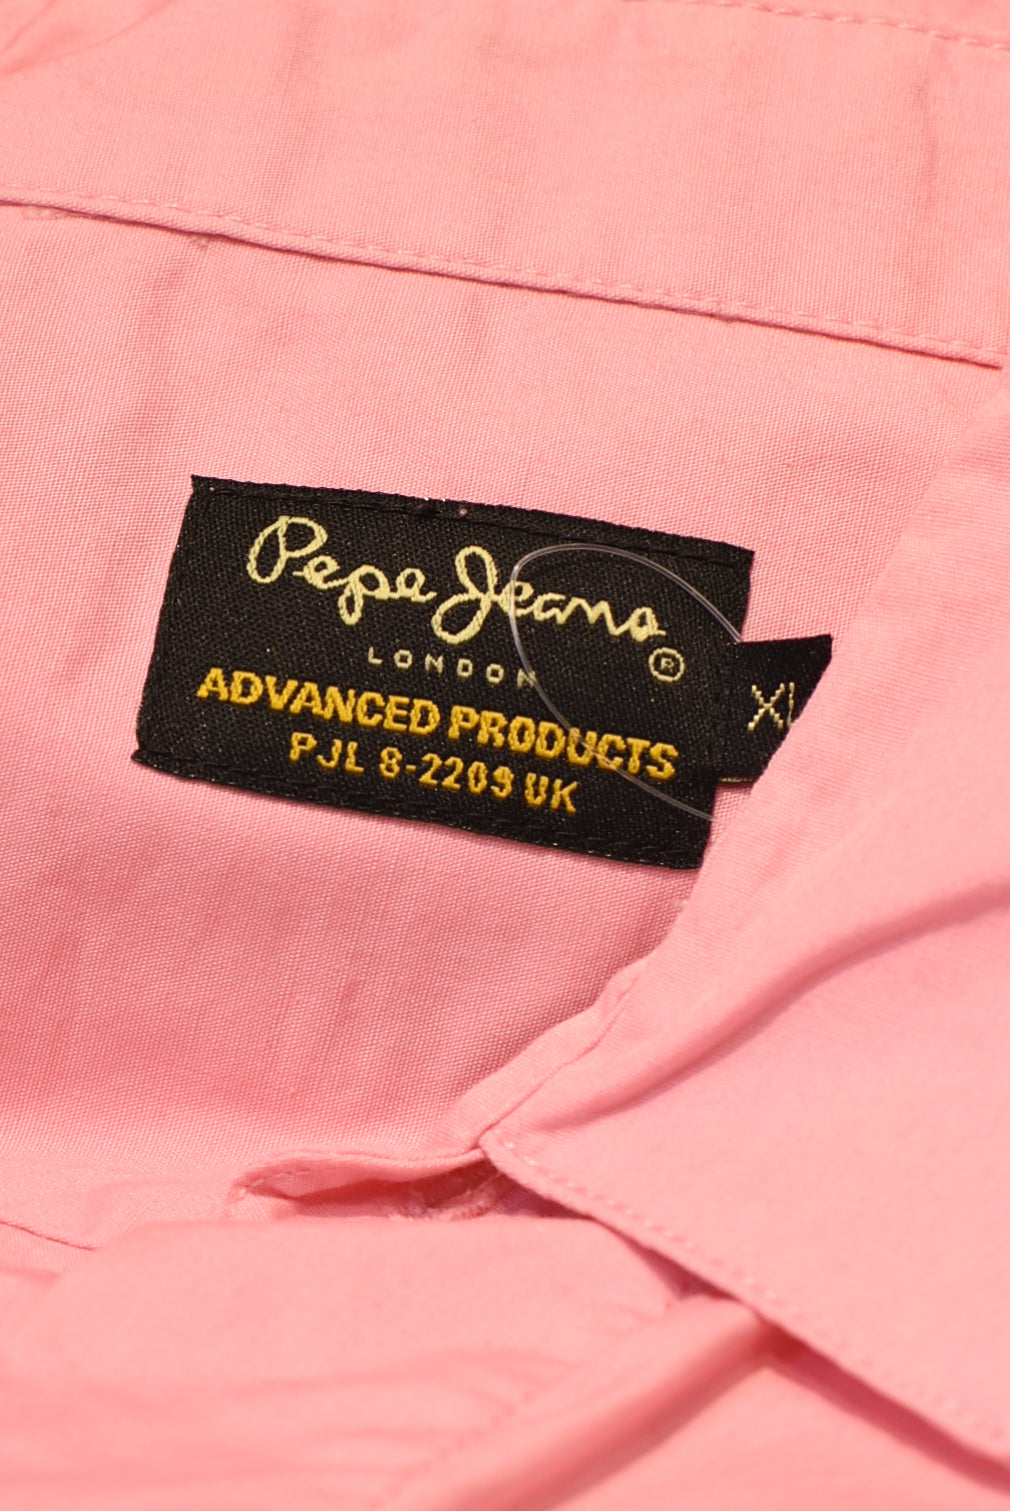 Pepe Jeans
LONDON ®
ADVANCED PRODUCTS
PJL 8-2209 UK
XL